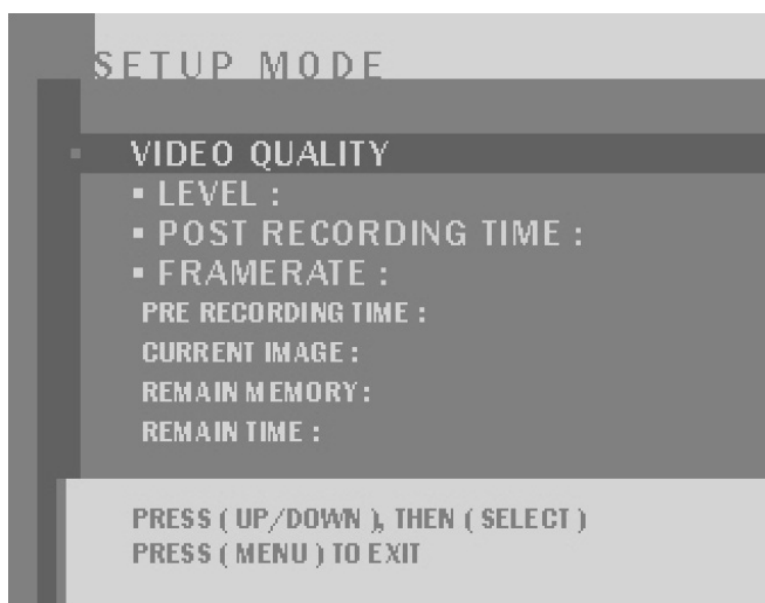 SETUP MODE
VIDEO QUALITY
▪ LEVEL :
▪ POST RECORDING TIME :
▪ FRAMERATE :
PRE RECORDING TIME :
CURRENT IMAGE :
REMAIN MEMORY :
REMAIN TIME :
PRESS ( UP/DOWN ), THEN ( SELECT )
PRESS ( MENU ) TO EXIT